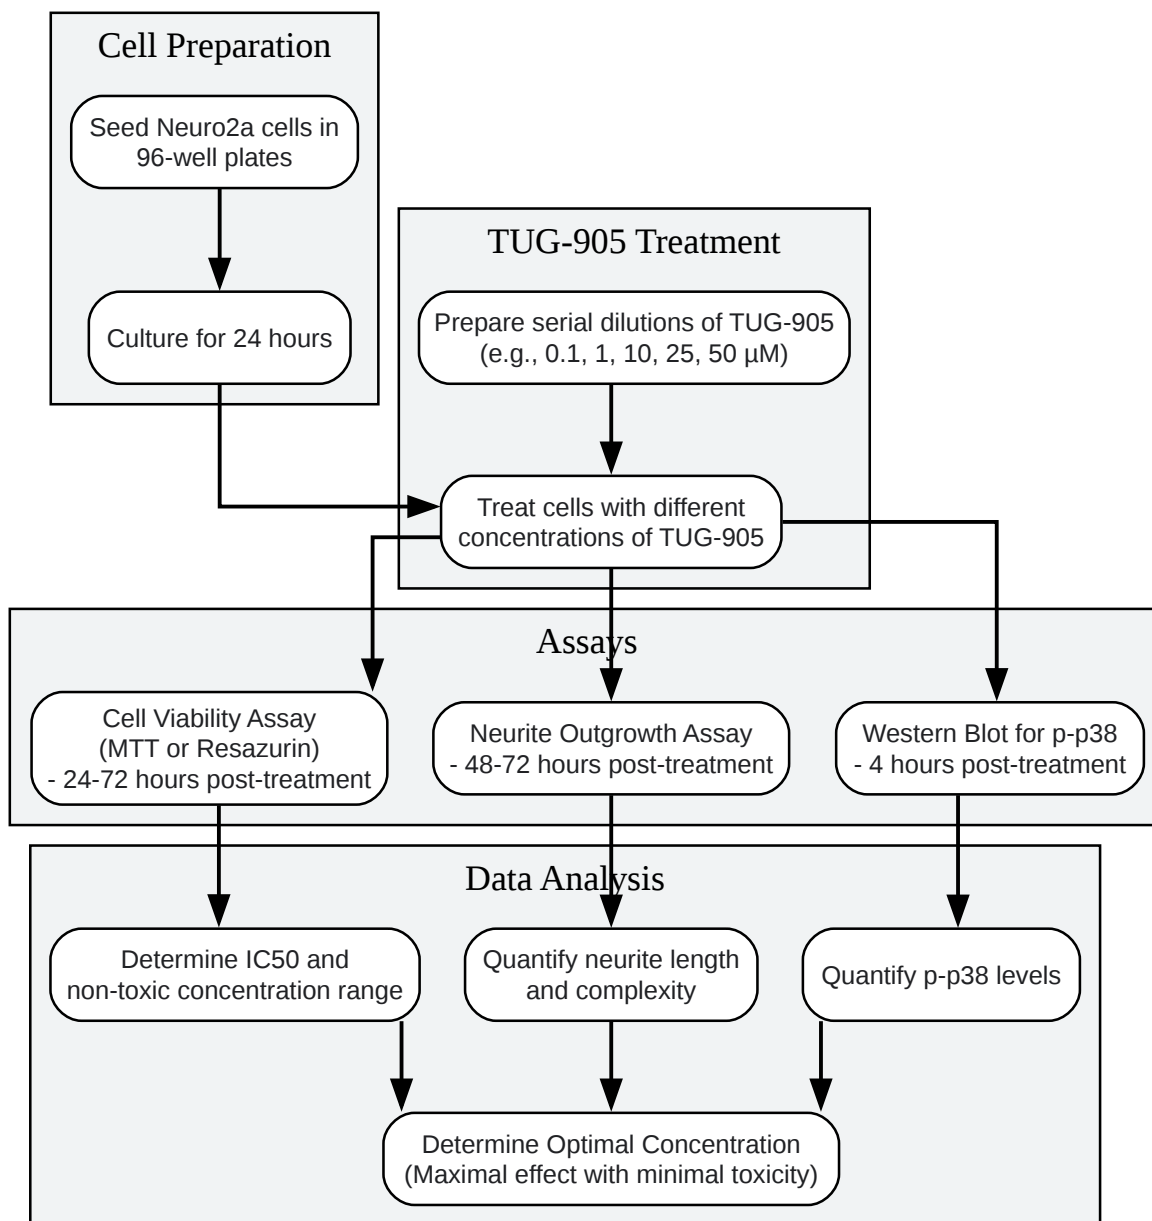 Cell Preparation
Seed Neuro2a cells in
96-well plates
Culture for 24 hours
TUG-905 Treatment
Prepare serial dilutions of TUG-905
(e.g., 0.1, 1, 10, 25, 50 µM)
Treat cells with different
concentrations of TUG-905
Assays
Cell Viability Assay
(MTT or Resazurin)
- 24-72 hours post-treatment
Neurite Outgrowth Assay
- 48-72 hours post-treatment
Western Blot for p-p38
- 4 hours post-treatment
Data Analysis
Determine IC50 and
non-toxic concentration range
Quantify neurite length
and complexity
Quantify p-p38 levels
Determine Optimal Concentration
(Maximal effect with minimal toxicity)